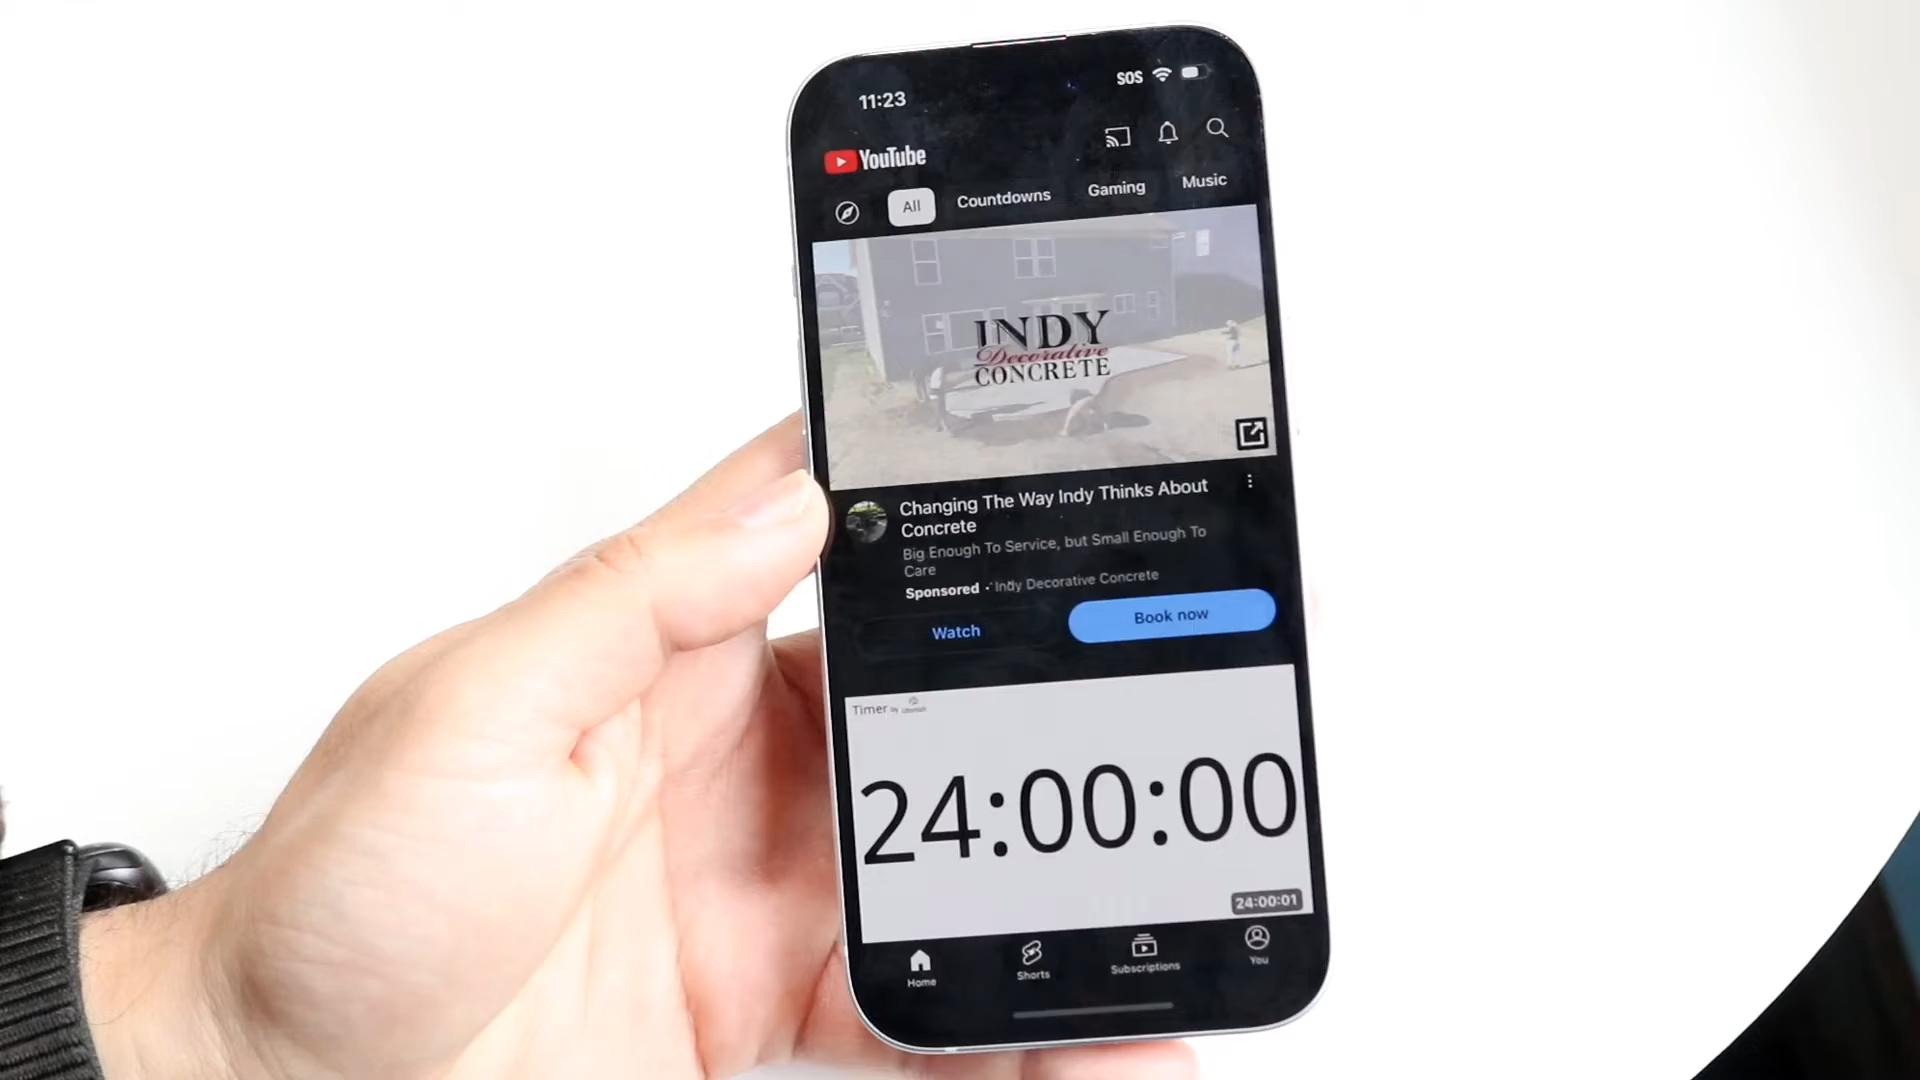 11:23
SOS
YouTube
All
Countdowns
Gaming
Music
INDY
Decorative
CONCRETE
Changing The Way Indy Thinks About
Concrete
Big Enough To Service, but Small Enough To
Care
Sponsored · Indy Decorative Concrete
Watch
Book now
Timer by
24:00:00
24:00:01
Home
Shorts
Subscriptions
You